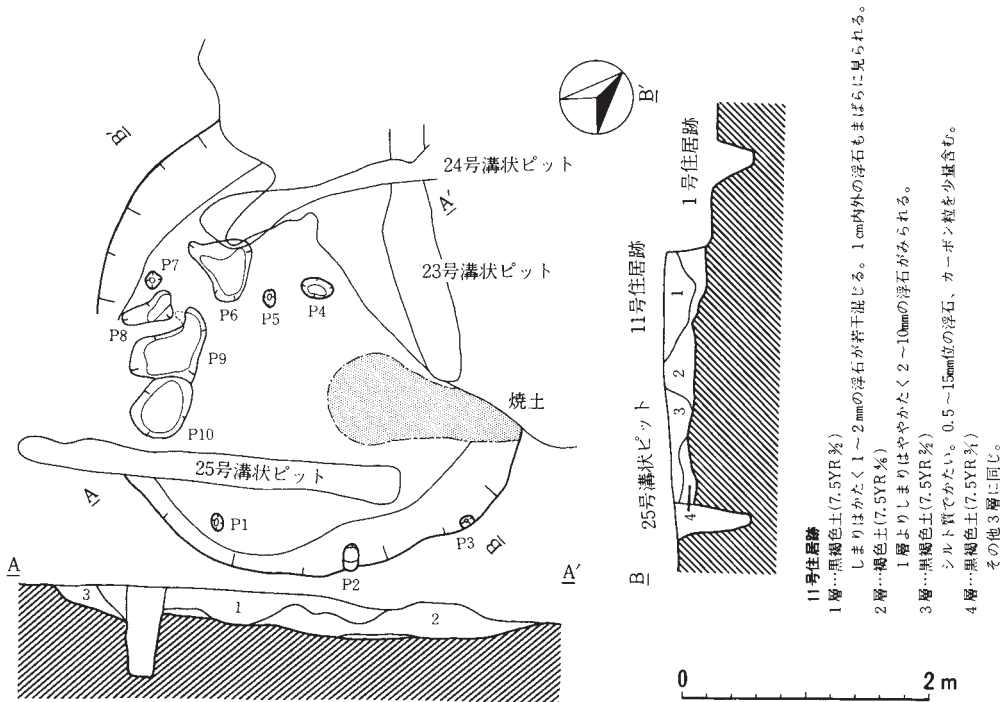 B′
24号溝状ピット
A′
23号溝状ピット
P7
P8
P6
P5
P4
P9
P10
焼土
25号溝状ピット
A
P1
P2
P3
B
A
A′
3
1
2
B′
1号住居跡
11号住居跡
25号溝状ピット
B
1
2
3
4
11号住居跡
1層…黒褐色土(7.5YR 3/2)
しまりはかたく1～2mmの浮石が若干混じる。1cm内外の浮石もまばらに見られる。
2層…褐色土(7.5YR
1層よりしまりはややかたく2～10mmの浮石がみられる。
3層…黒褐色土(7.5YR 2/2)
シルト質でかたい。0.5～15mm位の浮石、カーボン粒を少量含む。
4層…黒褐色土(7.5YR
その他3層に同じ。
0
2m